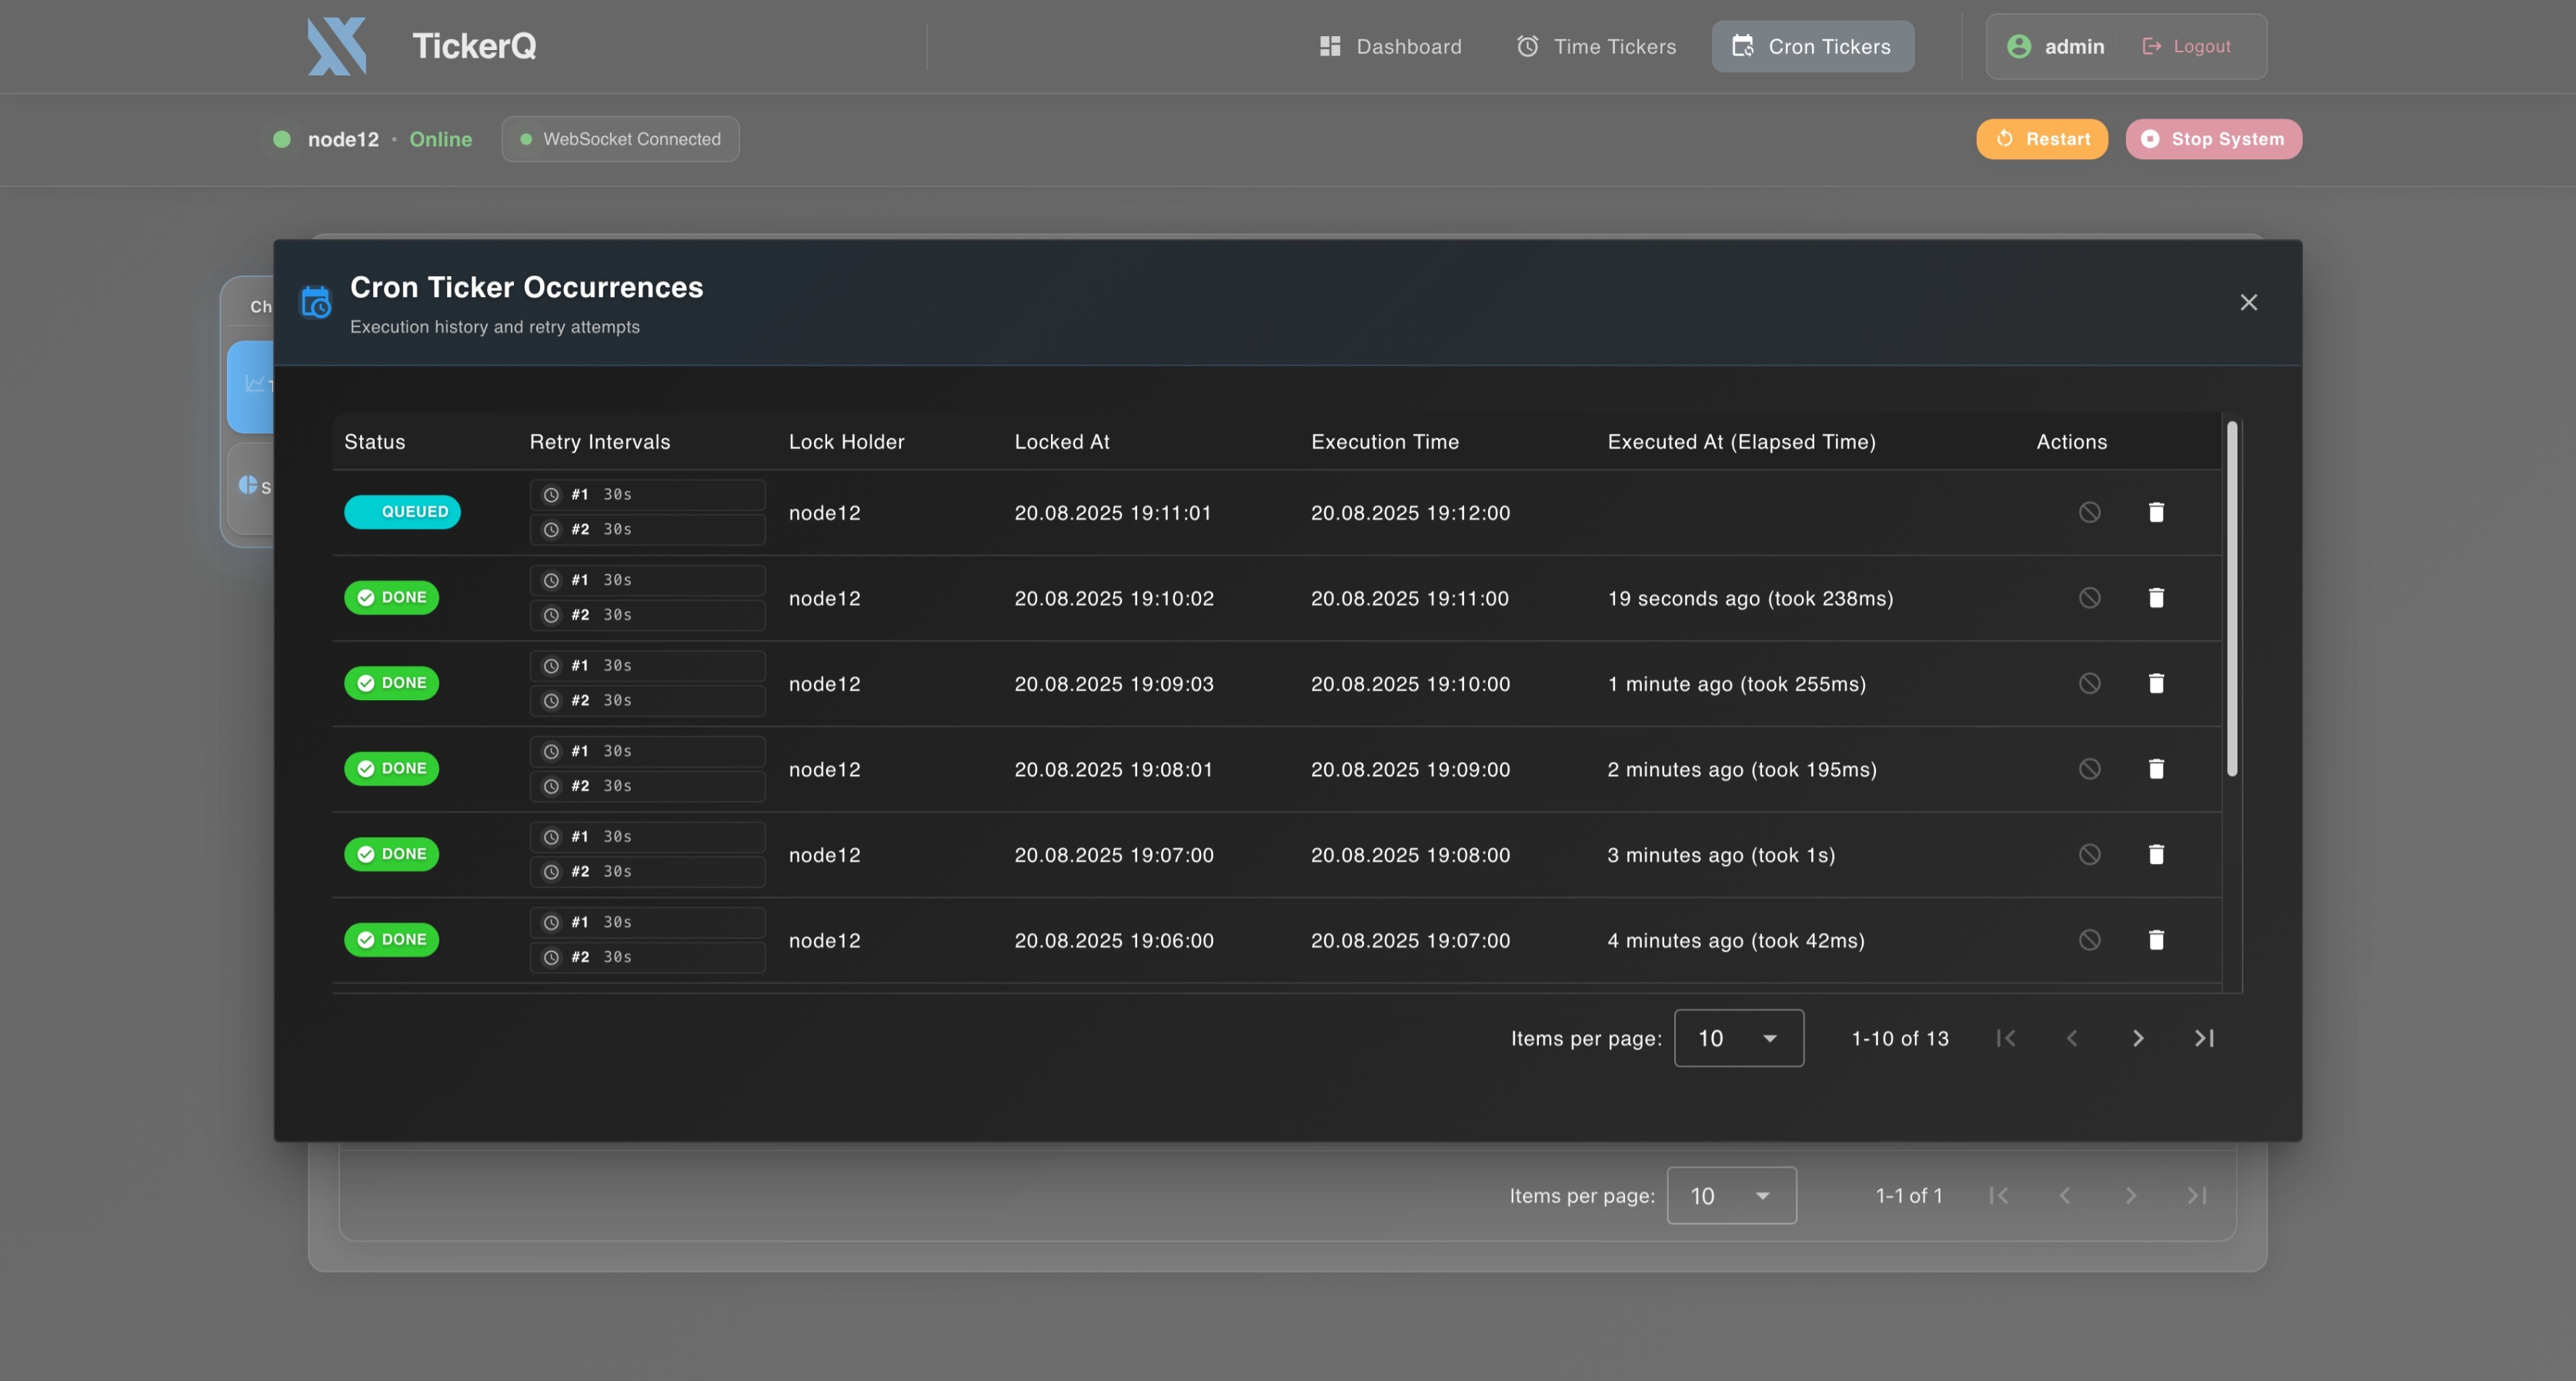 TickerQ
Dashboard
Time Tickers
Cron Tickers
admin
Logout
node12 • Online
WebSocket Connected
Restart
Stop System
Ch
T
S
Cron Ticker Occurrences
Execution history and retry attempts
Status Retry Intervals Lock Holder Locked At Execution Time Executed At (Elapsed Time) Actions
QUEUED
#1 30s
#2 30s
node12 20.08.2025 19:11:01 20.08.2025 19:12:00
DONE
#1 30s
#2 30s
node12 20.08.2025 19:10:02 20.08.2025 19:11:00 19 seconds ago (took 238ms)
DONE
#1 30s
#2 30s
node12 20.08.2025 19:09:03 20.08.2025 19:10:00 1 minute ago (took 255ms)
DONE
#1 30s
#2 30s
node12 20.08.2025 19:08:01 20.08.2025 19:09:00 2 minutes ago (took 195ms)
DONE
#1 30s
#2 30s
node12 20.08.2025 19:07:00 20.08.2025 19:08:00 3 minutes ago (took 1s)
DONE
#1 30s
#2 30s
node12 20.08.2025 19:06:00 20.08.2025 19:07:00 4 minutes ago (took 42ms)
Items per page: 10 1-10 of 13
Items per page: 10 1-1 of 1